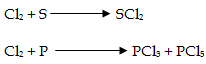 Cl₂ + S ⟶ SCl₂
Cl₂ + P ⟶ PCl₃ + PCl₅